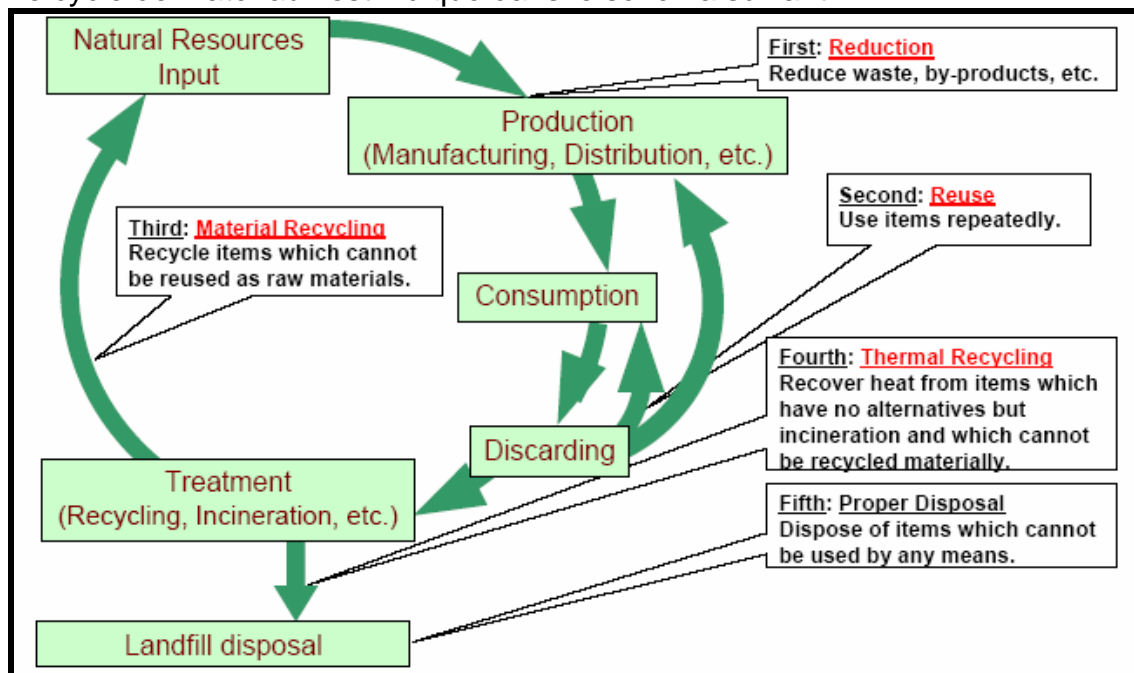 Natural Resources
Input
First: Reduction
Reduce waste, by-products, etc.
Production
(Manufacturing, Distribution, etc.)
Second: Reuse
Use items repeatedly.
Third: Material Recycling
Recycle items which cannot
be reused as raw materials.
Consumption
Fourth: Thermal Recycling
Recover heat from items which
have no alternatives but
incineration and which cannot
be recycled materially.
Discarding
Treatment
(Recycling, Incineration, etc.)
Fifth: Proper Disposal
Dispose of items which cannot
be used by any means.
Landfill disposal